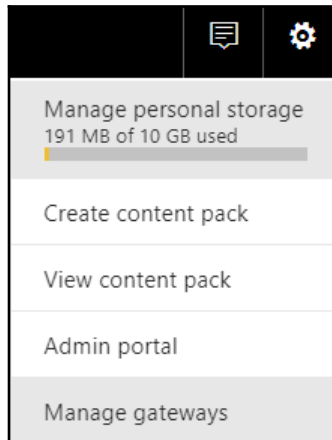 Manage personal storage
191 MB of 10 GB used
Create content pack
View content pack
Admin portal
Manage gateways